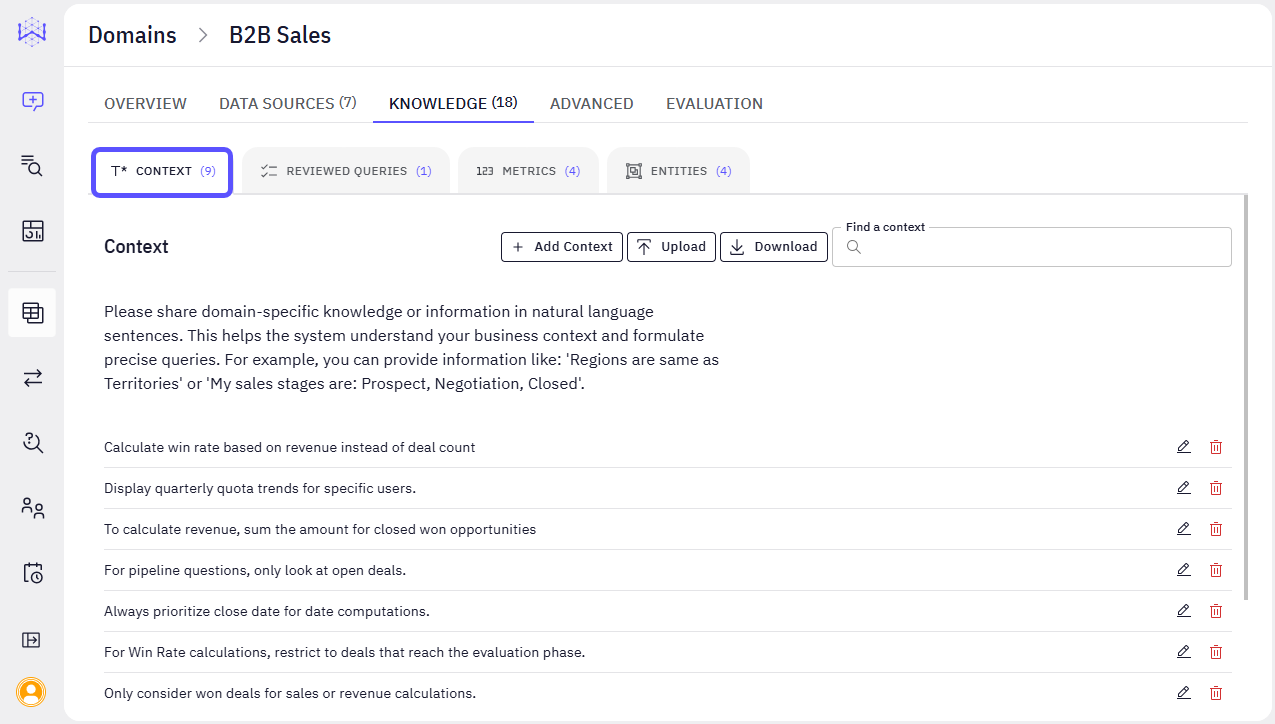 Domains > B2B Sales
OVERVIEW DATA SOURCES (7) KNOWLEDGE (18) ADVANCED EVALUATION
T* CONTEXT (9) REVIEWED QUERIES (1) 123 METRICS (4) ENTITIES (4)
Context + Add Context Upload Download Find a context
Please share domain-specific knowledge or information in natural language
sentences. This helps the system understand your business context and formulate
precise queries. For example, you can provide information like: 'Regions are same as
Territories' or 'My sales stages are: Prospect, Negotiation, Closed'.
Calculate win rate based on revenue instead of deal count
Display quarterly quota trends for specific users.
To calculate revenue, sum the amount for closed won opportunities
For pipeline questions, only look at open deals.
Always prioritize close date for date computations.
For Win Rate calculations, restrict to deals that reach the evaluation phase.
Only consider won deals for sales or revenue calculations.